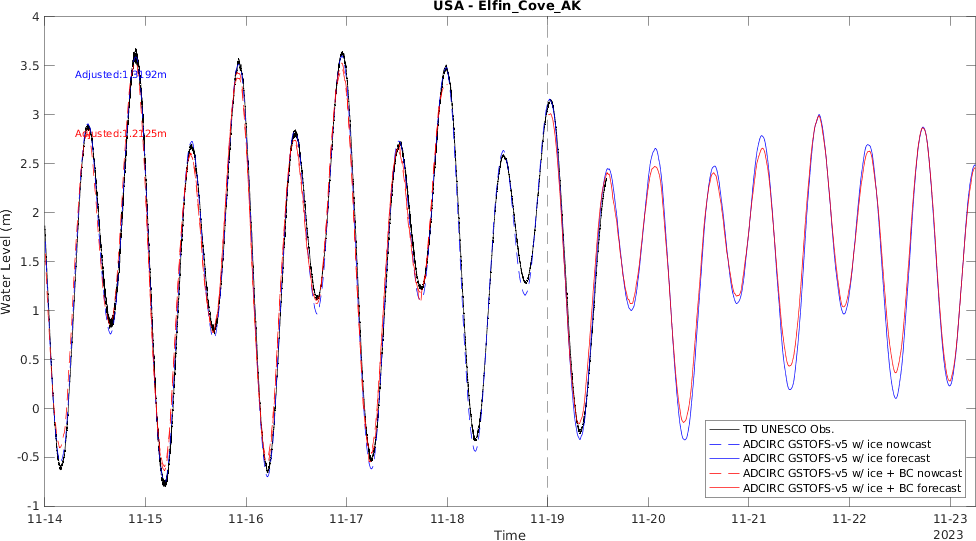 USA - Elfin_Cove_AK
4
3.5
3
2.5
2
1.5
1
0.5
0
-0.5
-1
Water Level (m)
Adjusted:1.3192m
Adjusted:1.2125m
TD UNESCO Obs.
ADCIRC GSTOFS-v5 w/ ice nowcast
ADCIRC GSTOFS-v5 w/ ice forecast
ADCIRC GSTOFS-v5 w/ ice + BC nowcast
ADCIRC GSTOFS-v5 w/ ice + BC forecast
11-14 11-15 11-16 11-17 11-18 11-19 11-20 11-21 11-22 11-23
Time 2023